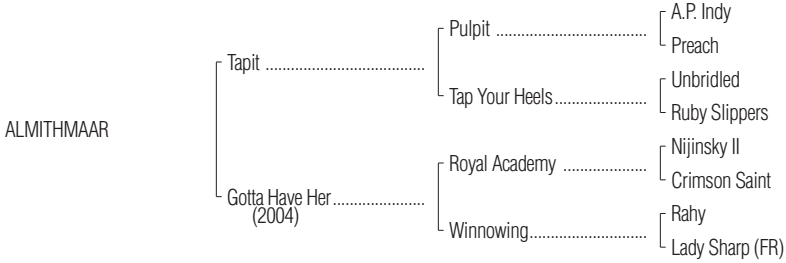 A.P. Indy
Pulpit ....................................
Preach
Tapit ......................................
Unbridled
Tap Your Heels......................
Ruby Slippers
ALMITHMAAR
Nijinsky II
Royal Academy ....................
Crimson Saint
Gotta Have Her......................
(2004)
Rahy
Winnowing............................
Lady Sharp (FR)